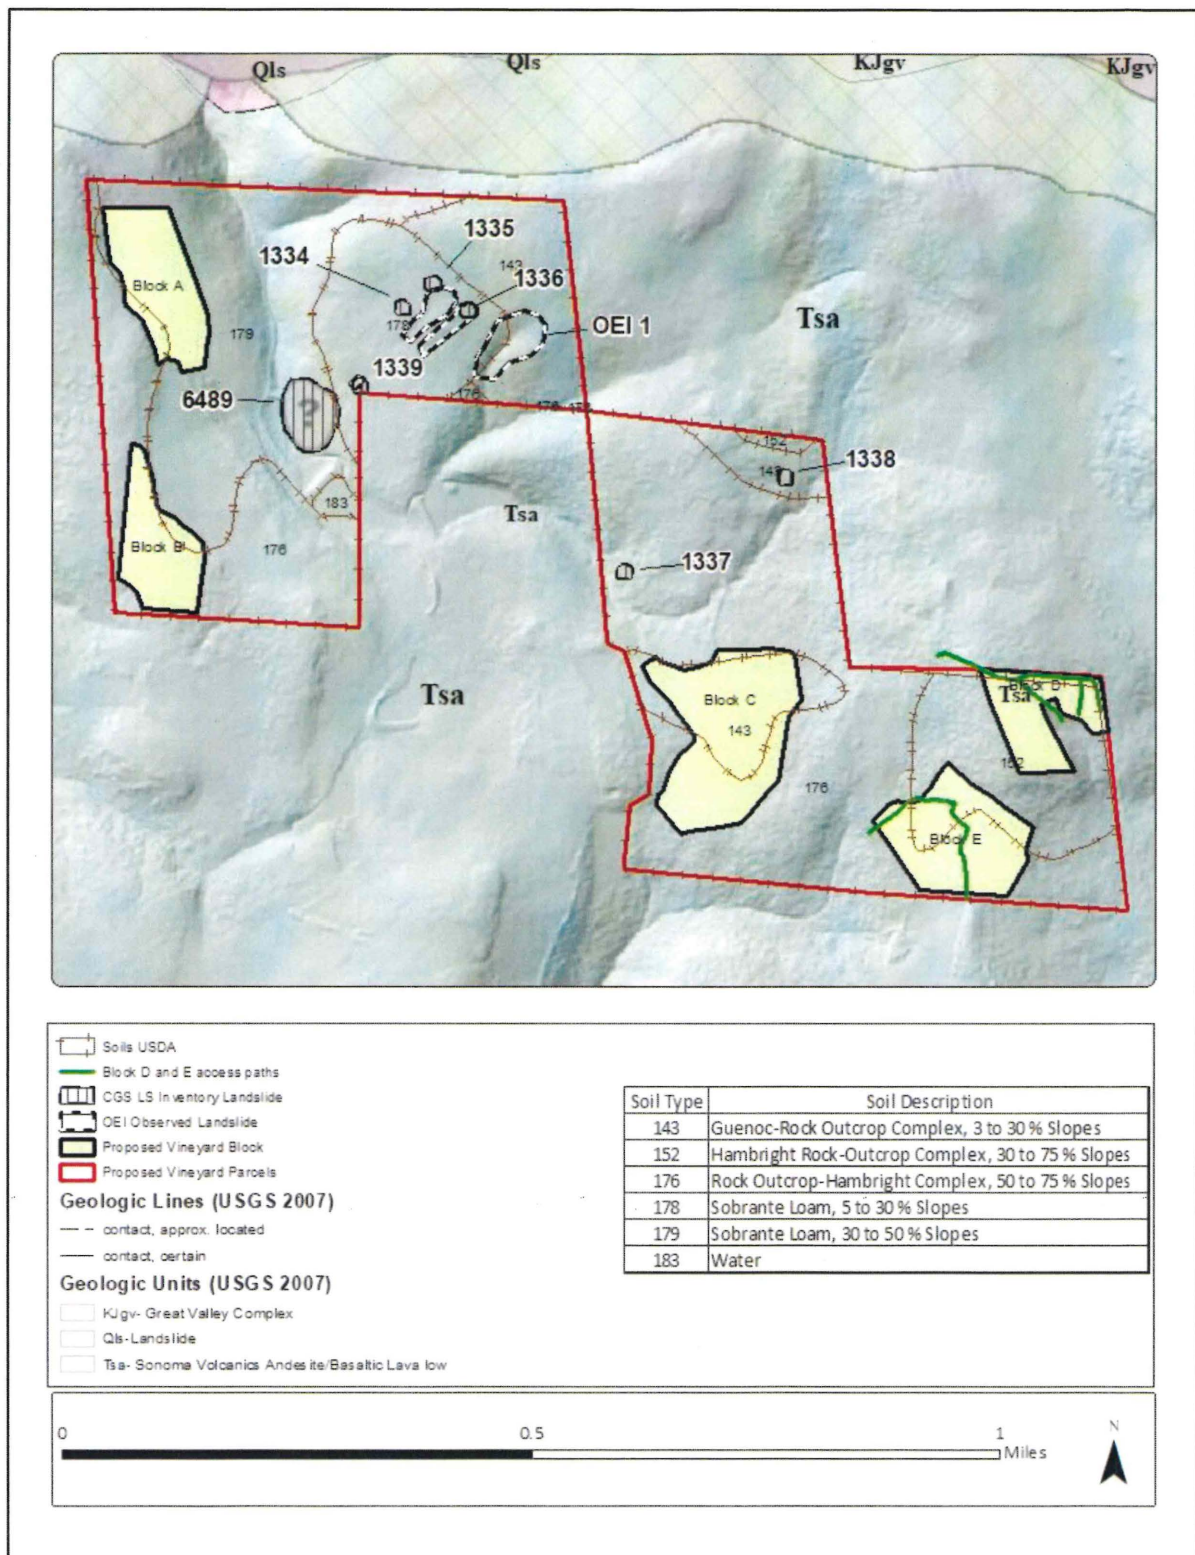 Qls
Qls
KJgv
KJgv
1335
1334
143
1336
Block A
179
178
OEI 1
Tsa
1339
6489
?
176
176
152
152
143
1338
183
Tsa
Block B
176
1337
Tsa
Block C
143
Block D
Tsa
152
176
Block E
Soils USDA
Block D and E access paths
CGS LS Inventory Landslide
OEI Observed Landslide
Proposed Vineyard Block
Proposed Vineyard Parcels
Geologic Lines (USGS 2007)
contact, approx. located
contact, certain
Geologic Units (USGS 2007)
KJgv- Great Valley Complex
Qls-Landslide
Tsa- Sonoma Volcanics Andesite/Basaltic Lava low
Soil Type Soil Description
143 Guenoc-Rock Outcrop Complex, 3 to 30 % Slopes
152 Hambright Rock-Outcrop Complex, 30 to 75 % Slopes
176 Rock Outcrop-Hambright Complex, 50 to 75 % Slopes
178 Sobrante Loam, 5 to 30 % Slopes
179 Sobrante Loam, 30 to 50 % Slopes
183 Water
0 0.5 1
Miles
N